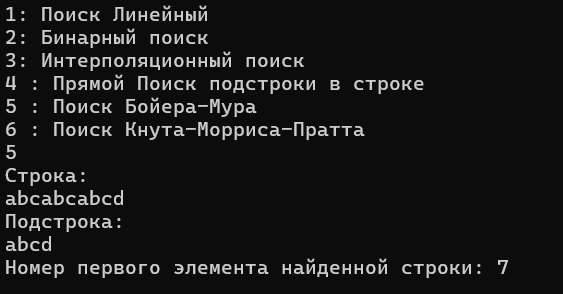 1: Поиск Линейный
2: Бинарный поиск
3: Интерполяционный поиск
4 : Прямой Поиск подстроки в строке
5 : Поиск Бойера-Мура
6 : Поиск Кнута-Морриса-Пратта
5
Строка:
abcabcabcd
Подстрока:
abcd
Номер первого элемента найденной строки: 7